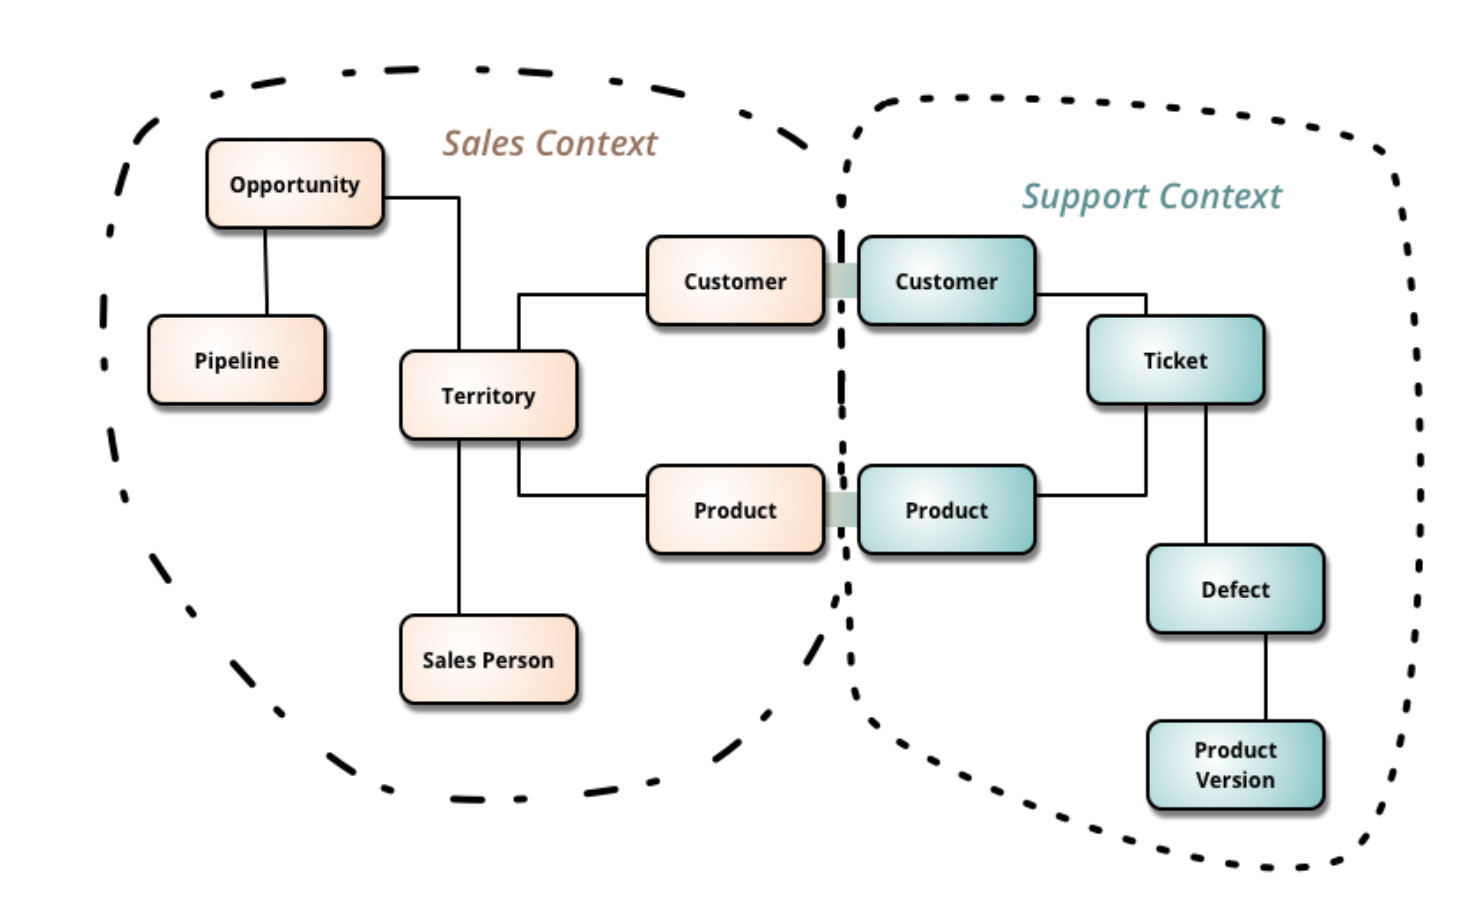 Sales Context
Opportunity
Support Context
Customer
Customer
Pipeline
Ticket
Territory
Product
Product
Defect
Sales Person
Product
Version